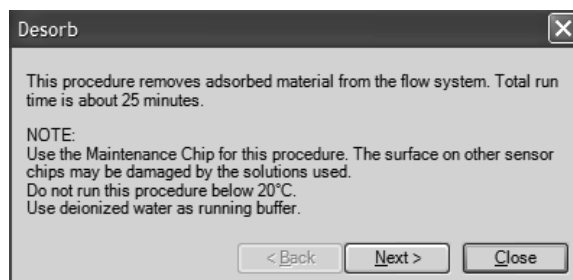 Desorb
This procedure removes adsorbed material from the flow system. Total run
time is about 25 minutes.
NOTE:
Use the Maintenance Chip for this procedure. The surface on other sensor
chips may be damaged by the solutions used.
Do not run this procedure below 20°C.
Use deionized water as running buffer.
< Back Next > Close